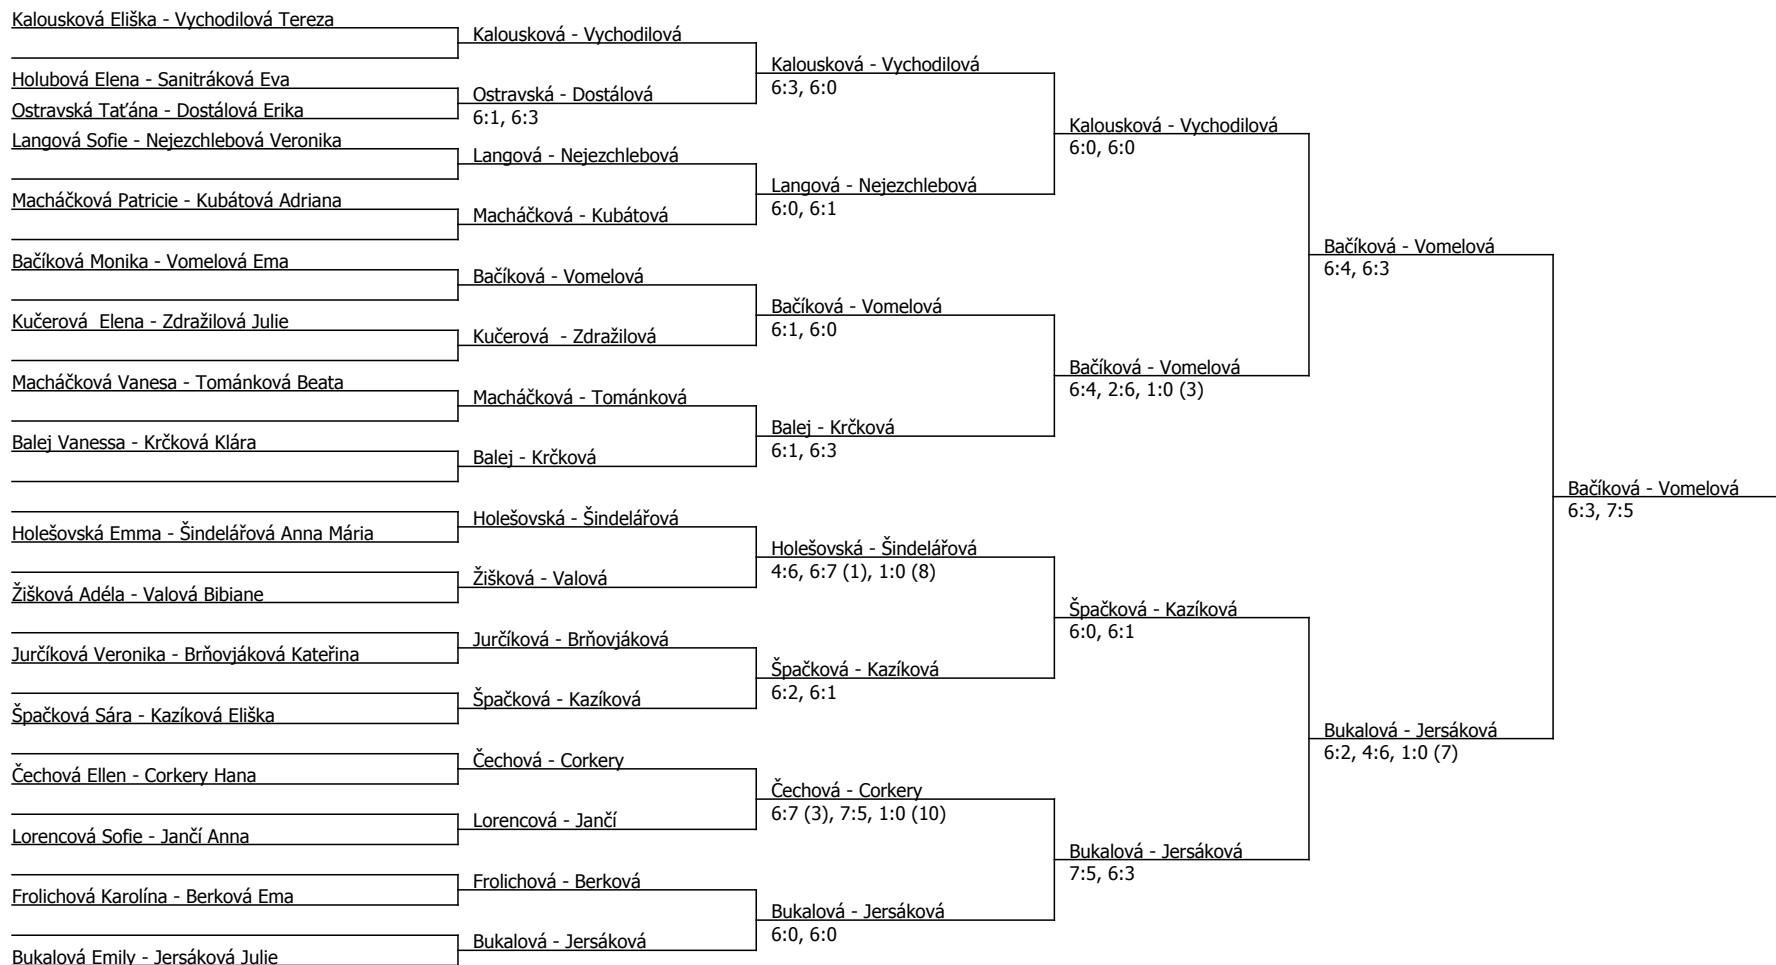 Kalousková Eliška - Vychodilová Tereza
Holubová Elena - Sanitráková Eva
Ostravská Taťána - Dostálová Erika
Langová Sofie - Nejezchlebová Veronika
Macháčková Patricie - Kubátová Adriana
Bačíková Monika - Vomelová Ema
Kučerová  Elena - Zdražilová Julie
Macháčková Vanesa - Tománková Beata
Balej Vanessa - Krčková Klára
Holešovská Emma - Šindelářová Anna Mária
Žišková Adéla - Valová Bibiane
Jurčíková Veronika - Brňovjáková Kateřina
Špačková Sára - Kazíková Eliška
Čechová Ellen - Corkery Hana
Lorencová Sofie - Jančí Anna
Frolichová Karolína - Berková Ema
Bukalová Emily - Jersáková Julie
Kalousková - Vychodilová
Ostravská - Dostálová
6:1, 6:3
Langová - Nejezchlebová
Macháčková - Kubátová
Bačíková - Vomelová
Kučerová  - Zdražilová
Macháčková - Tománková
Balej - Krčková
Holešovská - Šindelářová
Žišková - Valová
Jurčíková - Brňovjáková
Špačková - Kazíková
Čechová - Corkery
Lorencová - Jančí
Frolichová - Berková
Bukalová - Jersáková
Kalousková - Vychodilová
6:3, 6:0
Langová - Nejezchlebová
6:0, 6:1
Bačíková - Vomelová
6:1, 6:0
Balej - Krčková
6:1, 6:3
Holešovská - Šindelářová
4:6, 6:7 (1), 1:0 (8)
Špačková - Kazíková
6:2, 6:1
Čechová - Corkery
6:7 (3), 7:5, 1:0 (10)
Bukalová - Jersáková
6:0, 6:0
Kalousková - Vychodilová
6:0, 6:0
Bačíková - Vomelová
6:4, 2:6, 1:0 (3)
Špačková - Kazíková
6:0, 6:1
Bukalová - Jersáková
7:5, 6:3
Bačíková - Vomelová
6:4, 6:3
Bukalová - Jersáková
6:2, 4:6, 1:0 (7)
Bačíková - Vomelová
6:3, 7:5